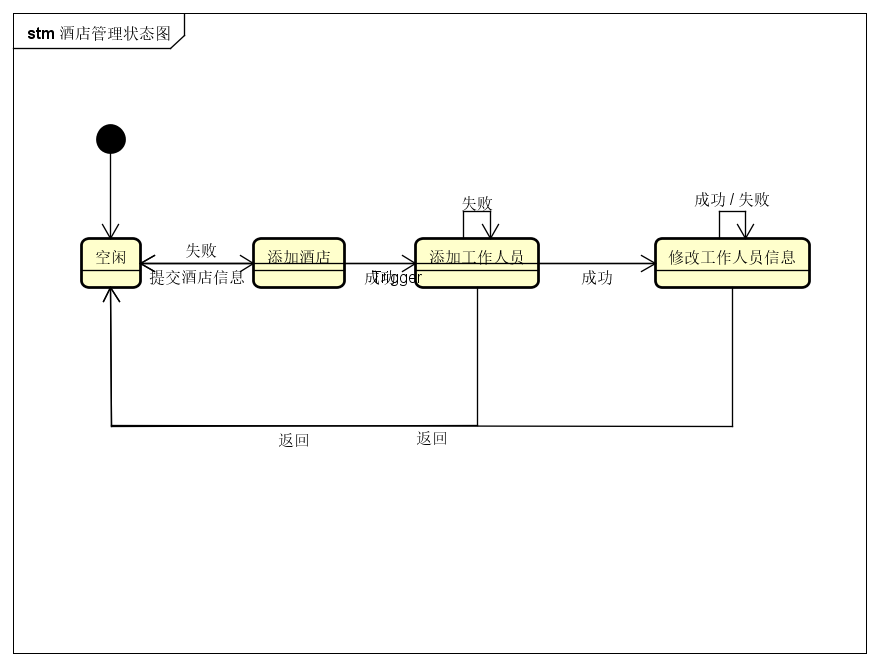 stm 酒店管理状态图
失败
成功 / 失败
空闲
失败
添加酒店
添加工作人员
修改工作人员信息
提交酒店信息
成功
Trigger
成功
返回
返回